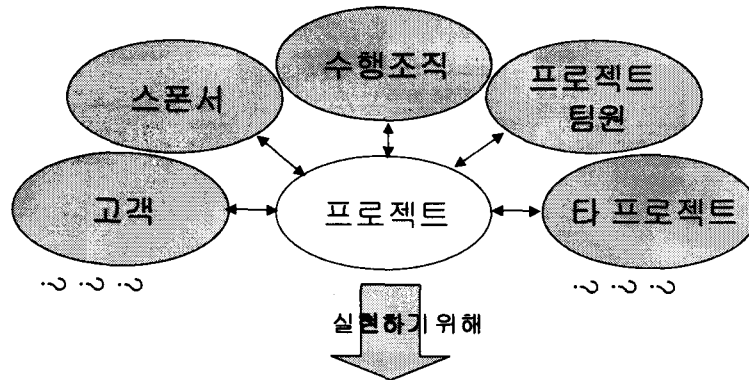 수행조직
스폰서
프로젝트
팀원
고객
프로젝트
타 프로젝트
? ? ?
? ? ?
실현하기 위해